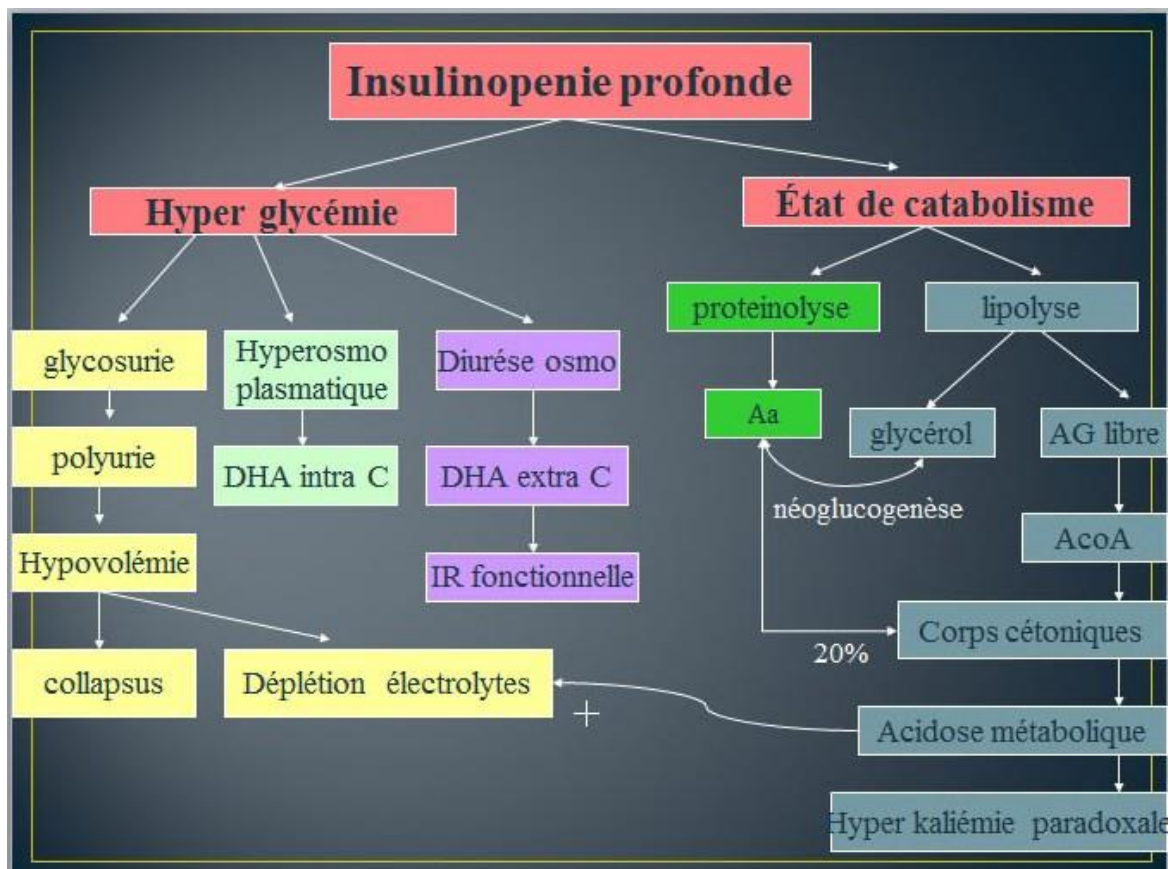 Insulinopenie profonde
Hyper glycémie
État de catabolisme
proteinolyse
lipolyse
glycosurie
Hyperosmo
plasmatique
Diurése osmo
Aa
glycérol
AG libre
polyurie
DHA intra C
DHA extra C
néoglucogenèse
AcoA
Hypovolémie
IR fonctionnelle
Corps cétoniques
20%
collapsus
Déplétion électrolytes
+
Acidose métabolique
Hyper kaliémie paradoxale